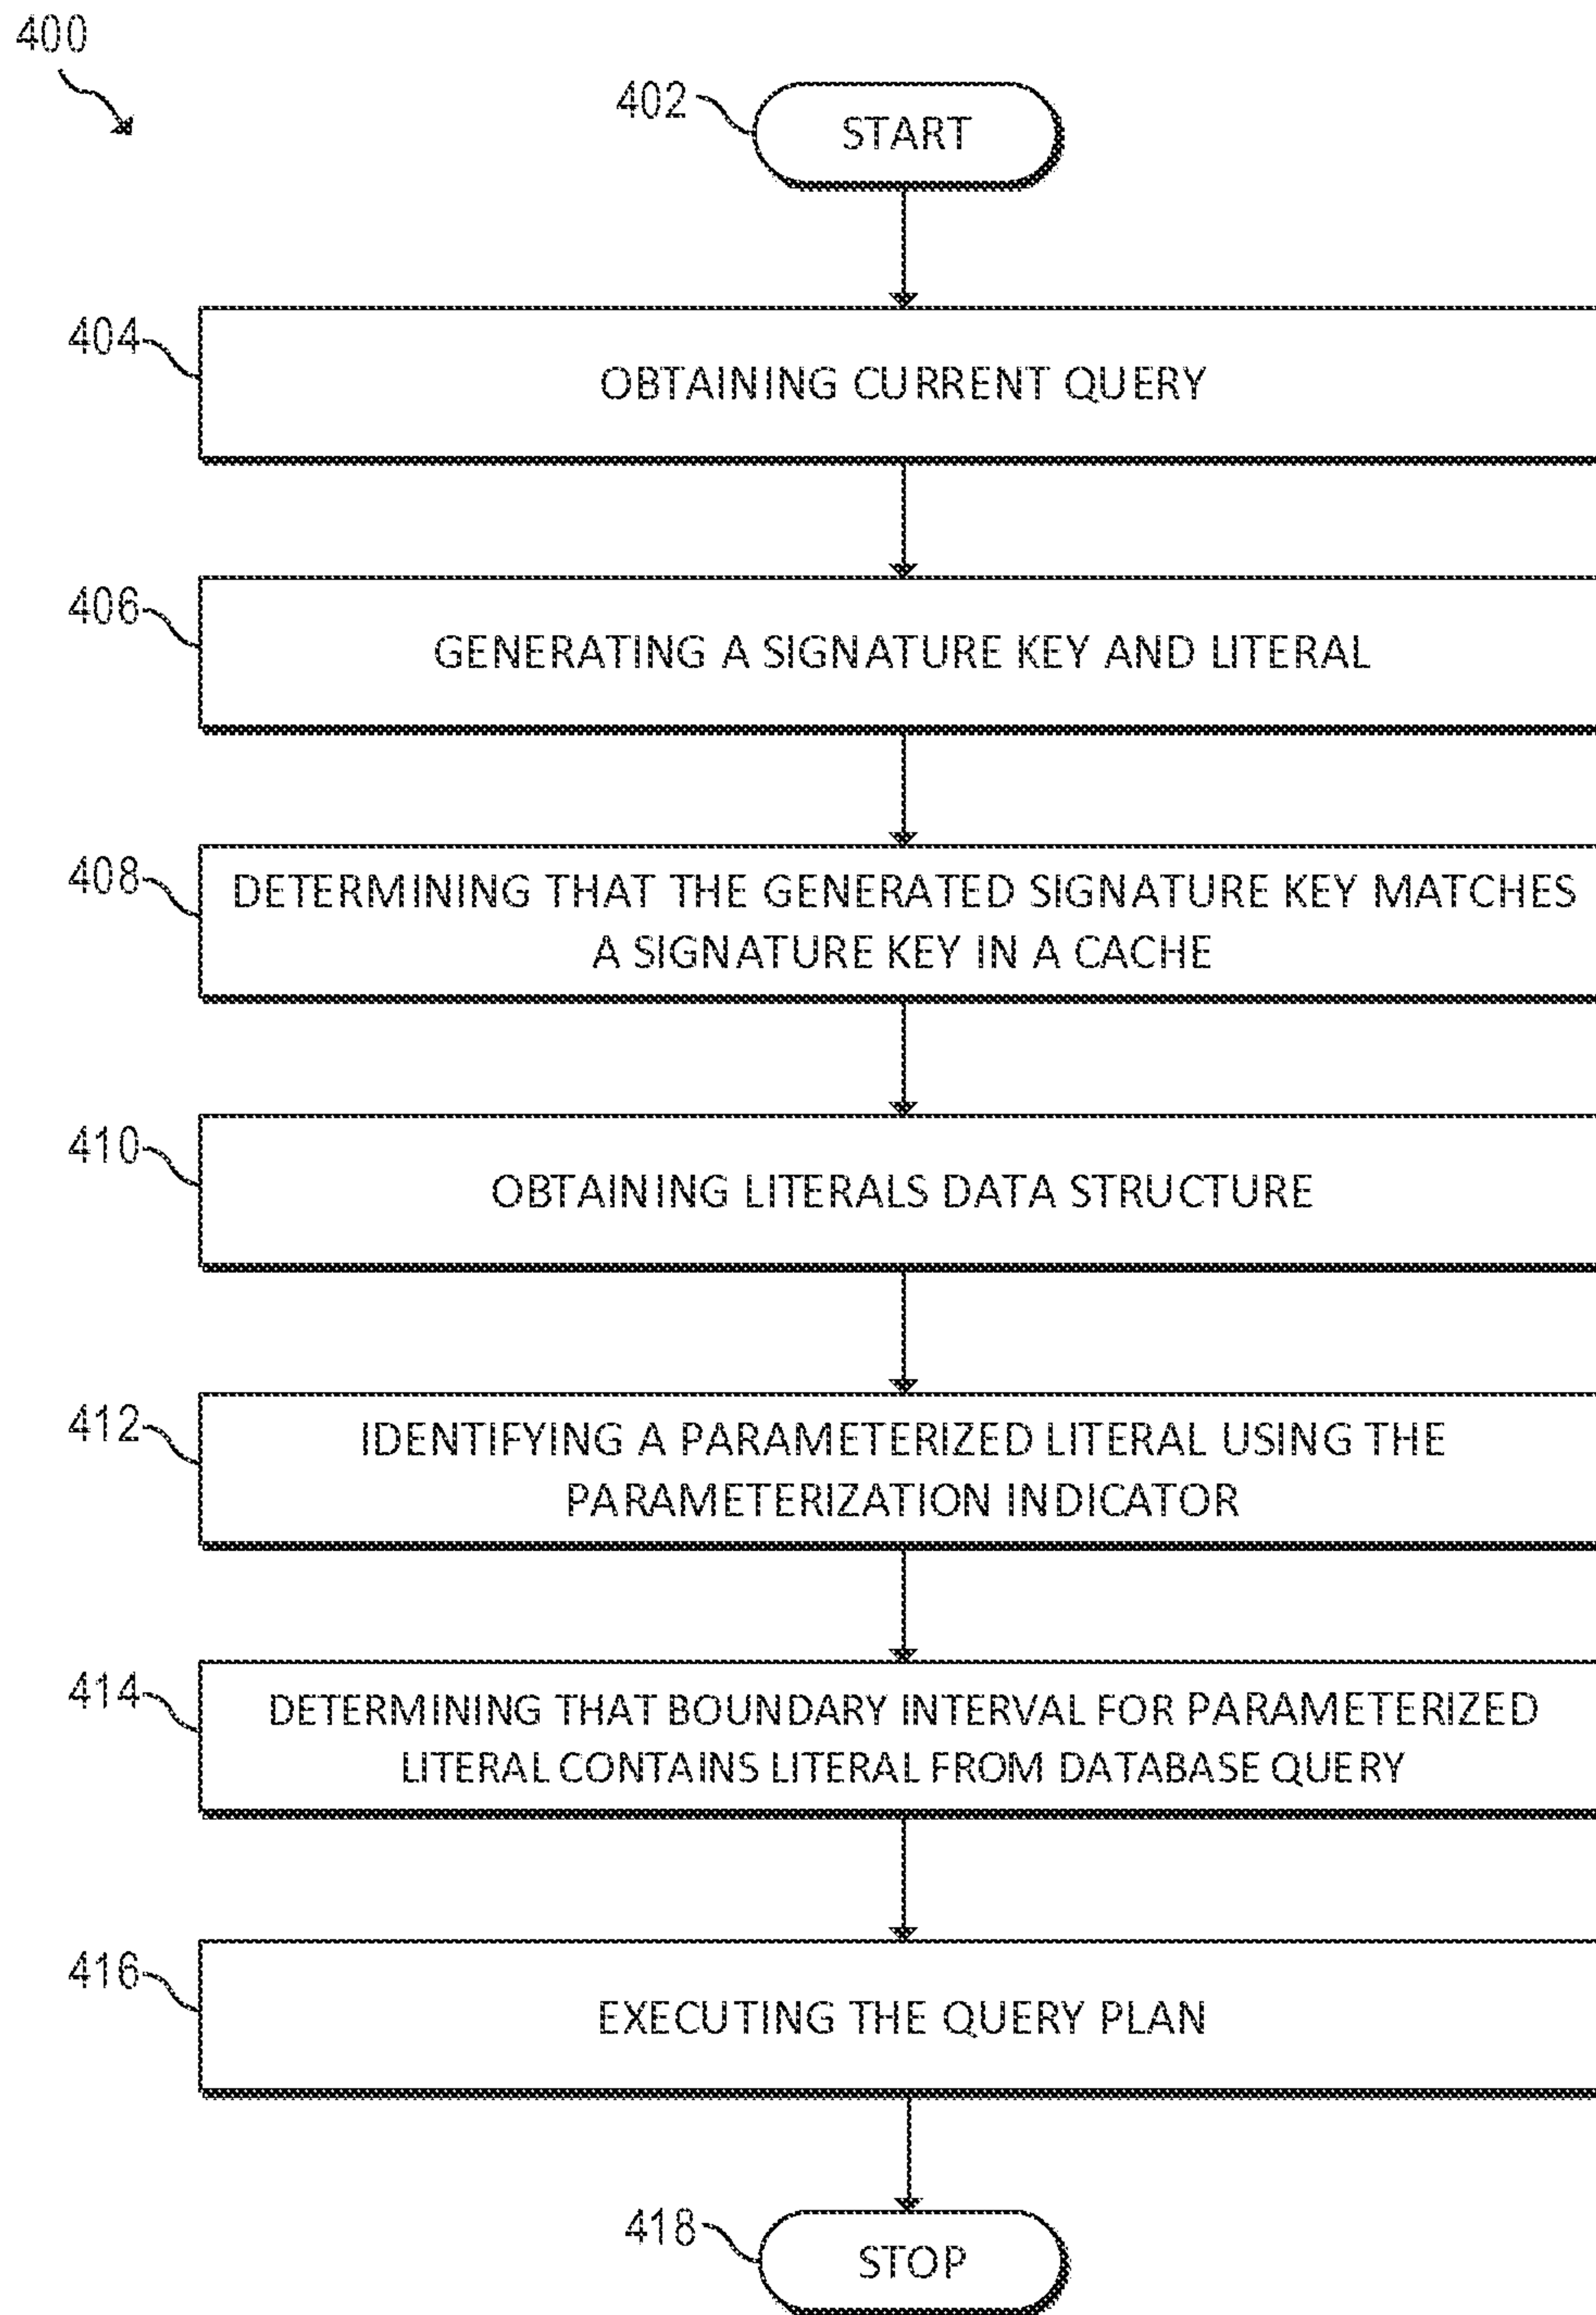 400
402
START
404
OBTAINING CURRENT QUERY
406
GENERATING A SIGNATURE KEY AND LITERAL
408
DETERMINING THAT THE GENERATED SIGNATURE KEY MATCHES
A SIGNATURE KEY IN A CACHE
410
OBTAINING LITERALS DATA STRUCTURE
412
IDENTIFYING A PARAMETERIZED LITERAL USING THE
PARAMETERIZATION INDICATOR
414
DETERMINING THAT BOUNDARY INTERVAL FOR PARAMETERIZED
LITERAL CONTAINS LITERAL FROM DATABASE QUERY
416
EXECUTING THE QUERY PLAN
418
STOP